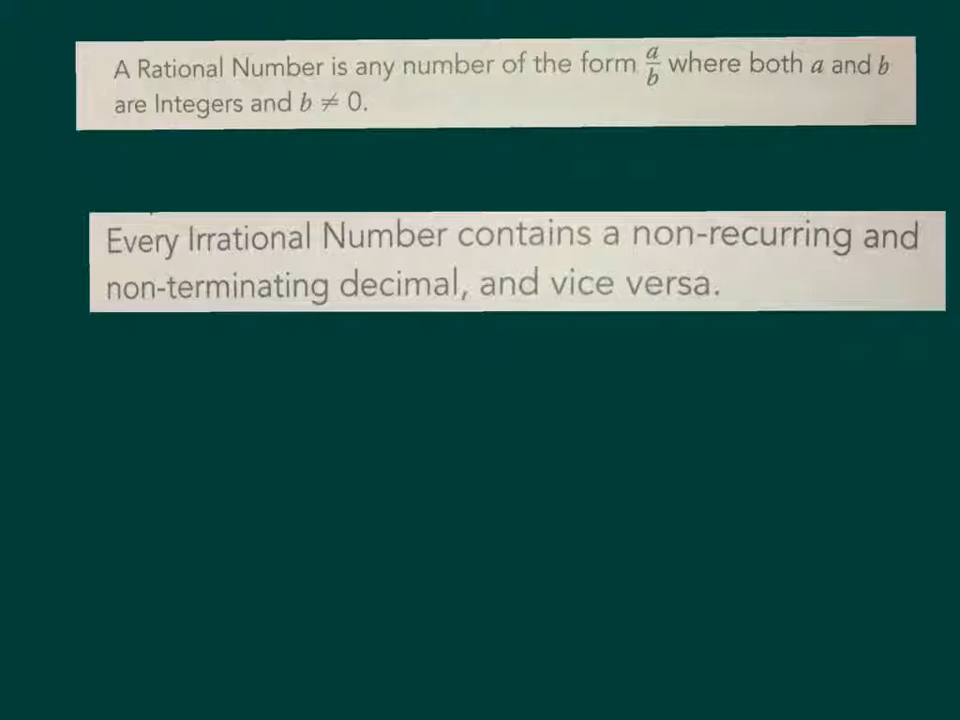 A Rational Number is any number of the form a/b where both a and b
are Integers and b ≠ 0.
Every Irrational Number contains a non-recurring and
non-terminating decimal, and vice versa.